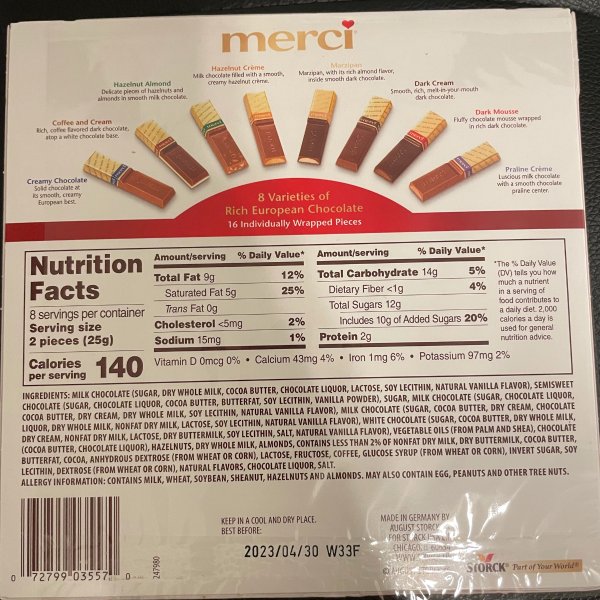 merci
Hazelnut Crème
Milk chocolate filled with a smooth,
creamy hazelnut crème.
Marzipan
Marzipan, with its rich almond flavor,
inside smooth dark chocolate.
Hazelnut Almond
Delicate pieces of hazelnuts and
almonds in smooth milk chocolate.
Dark Cream
Smooth, rich, melt-in-your-mouth
dark chocolate.
Coffee and Cream
Rich, coffee flavored dark chocolate,
atop a white chocolate base.
Dark Mousse
Fluffy chocolate mousse wrapped
in rich dark chocolate.
Creamy Chocolate
Solid chocolate at
its smooth, creamy
European best.
Praline Crème
Luscious milk chocolate
with a smooth chocolate
praline center.
8 Varieties of
Rich European Chocolate
16 Individually Wrapped Pieces
Nutrition
Facts
8 servings per container
Serving size
2 pieces (25g)
Calories
per serving 140
Amount/serving % Daily Value*
Total Fat 9g 12%
Saturated Fat 5g 25%
Trans Fat 0g
Cholesterol <5mg 2%
Sodium 15mg 1%
Amount/serving % Daily Value*
Total Carbohydrate 14g 5%
Dietary Fiber <1g 4%
Total Sugars 12g
Includes 10g of Added Sugars 20%
Protein 2g
Vitamin D 0mcg 0% • Calcium 43mg 4% • Iron 1mg 6% • Potassium 97mg 2%
*The % Daily Value
(DV) tells you how
much a nutrient
in a serving of
food contributes to
a daily diet. 2,000
calories a day is
used for general
nutrition advice.
INGREDIENTS: MILK CHOCOLATE (SUGAR, DRY WHOLE MILK, COCOA BUTTER, CHOCOLATE LIQUOR, LACTOSE, SOY LECITHIN, NATURAL VANILLA FLAVOR), SEMISWEET
CHOCOLATE (SUGAR, CHOCOLATE LIQUOR, COCOA BUTTER, BUTTERFAT, SOY LECITHIN, VANILLA POWDER), SUGAR, MILK CHOCOLATE (SUGAR, CHOCOLATE LIQUOR,
COCOA BUTTER, DRY CREAM, DRY WHOLE MILK, SOY LECITHIN, NATURAL VANILLA FLAVOR), MILK CHOCOLATE (SUGAR, COCOA BUTTER, DRY CREAM, CHOCOLATE
LIQUOR, DRY WHOLE MILK, NONFAT DRY MILK, LACTOSE, SOY LECITHIN, NATURAL VANILLA FLAVOR), WHITE CHOCOLATE (SUGAR, COCOA BUTTER, DRY WHOLE MILK,
DRY CREAM, NONFAT DRY MILK, LACTOSE, DRY BUTTERMILK, SOY LECITHIN, SALT, NATURAL VANILLA FLAVOR), VEGETABLE OILS (FROM PALM AND SHEA), CHOCOLATE
(COCOA BUTTER, CHOCOLATE LIQUOR), HAZELNUTS, DRY WHOLE MILK, ALMONDS, CONTAINS LESS THAN 2% OF NONFAT DRY MILK, DRY BUTTERMILK, COCOA BUTTER,
BUTTERFAT, COCOA, ANHYDROUS DEXTROSE (FROM WHEAT OR CORN), LACTOSE, FRUCTOSE, COFFEE, GLUCOSE SYRUP (FROM WHEAT OR CORN), INVERT SUGAR, SOY
LECITHIN, DEXTROSE (FROM WHEAT OR CORN), NATURAL FLAVORS, CHOCOLATE LIQUOR, SALT.
ALLERGY INFORMATION: CONTAINS MILK, WHEAT, SOYBEAN, SHEANUT, HAZELNUTS AND ALMONDS. MAY ALSO CONTAIN EGG, PEANUTS AND OTHER TREE NUTS.
KEEP IN A COOL AND DRY PLACE.
BEST BEFORE:
2023/04/30 W33F
MADE IN GERMANY BY
AUGUST STORCK
FOR STORCK
CHICAGO, IL
STORCK® Part of Your World®
0 72799 03557 0
247980